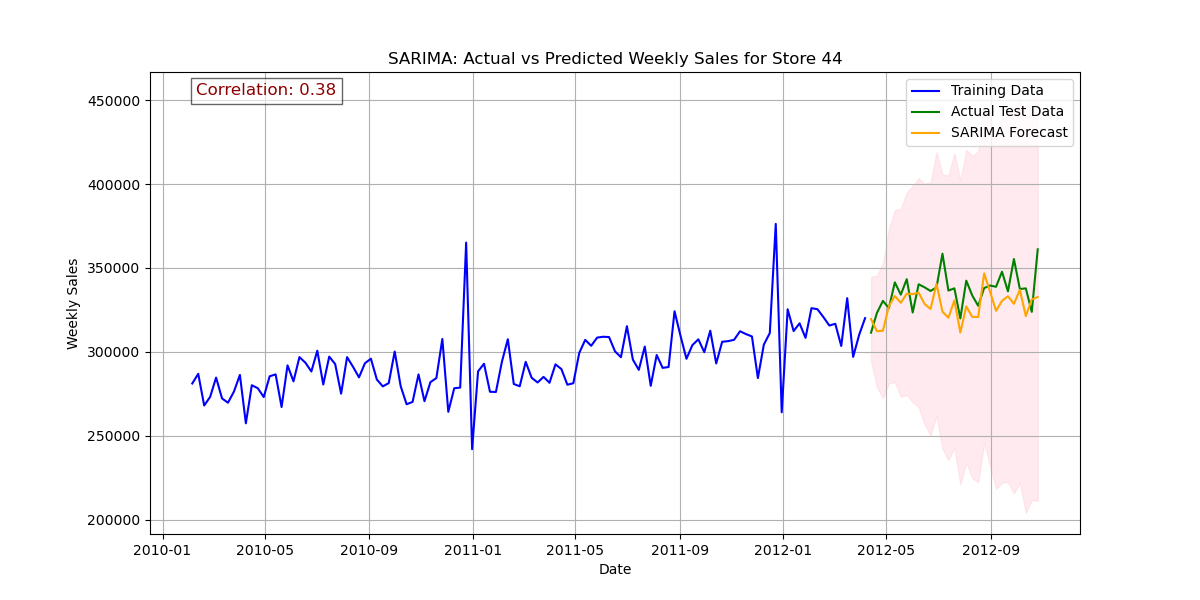 SARIMA: Actual vs Predicted Weekly Sales for Store 44
Correlation: 0.38
Training Data
Actual Test Data
SARIMA Forecast
Weekly Sales
450000
400000
350000
300000
250000
200000
2010-01 2010-05 2010-09 2011-01 2011-05 2011-09 2012-01 2012-05 2012-09
Date